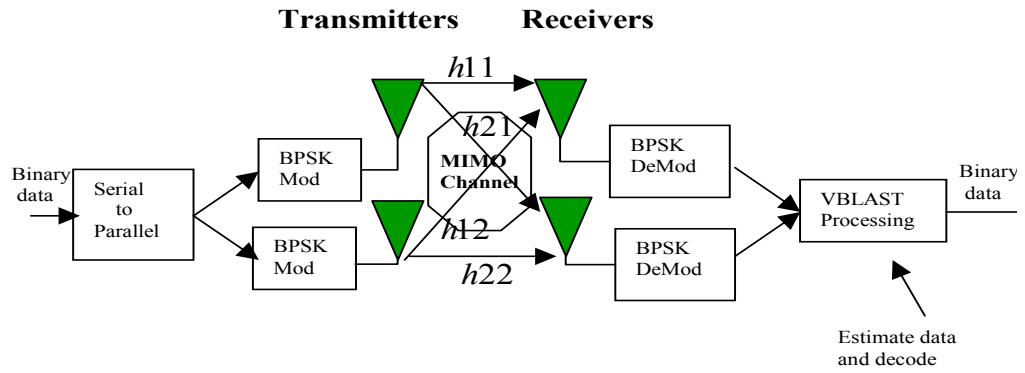 Transmitters Receivers
h11
h21
BPSK
Mod
MIMO
Channel
BPSK
DeMod
Binary
data
Serial
to
Parallel
VBLAST
Processing
Binary
data
h12
BPSK
Mod
h22
BPSK
DeMod
Estimate data
and decode